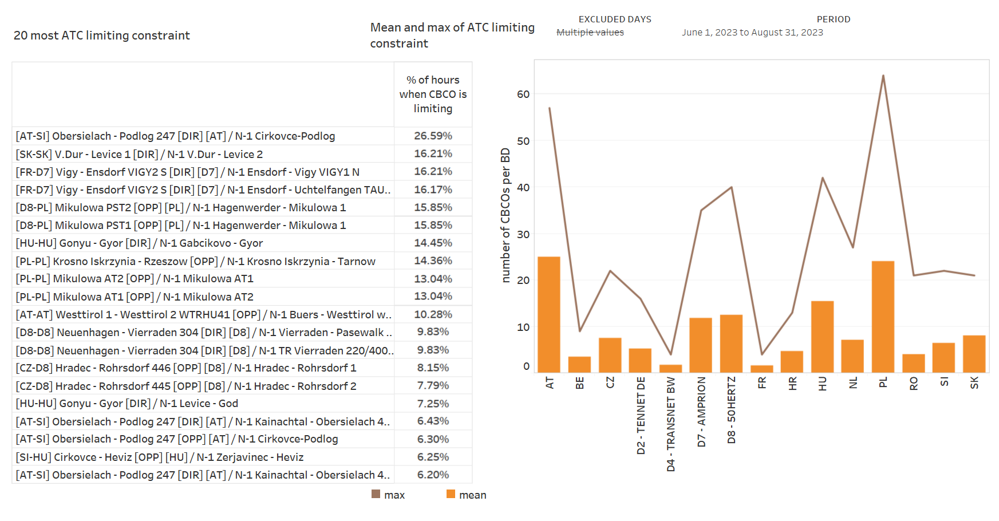 20 most ATC limiting constraint
Mean and max of ATC limiting
constraint
EXCLUDED DAYS
Multiple values
PERIOD
June 1, 2023 to August 31, 2023
% of hours
when CBCO is
limiting
[AT-SI] Obersielach - Podlog 247 [DIR] [AT] / N-1 Cirkovce-Podlog 26.59%
[SK-SK] V.Dur - Levice 1 [DIR] / N-1 V.Dur - Levice 2 16.21%
[FR-D7] Vigy - Ensdorf VIGY2 S [DIR] [D7] / N-1 Ensdorf - Vigy VIGY1 N 16.21%
[FR-D7] Vigy - Ensdorf VIGY2 S [DIR] [D7] / N-1 Ensdorf - Uchtelfangen TAU.. 16.17%
[D8-PL] Mikulowa PST2 [OPP] [PL] / N-1 Hagenwerder - Mikulowa 1 15.85%
[D8-PL] Mikulowa PST1 [OPP] [PL] / N-1 Hagenwerder - Mikulowa 1 15.85%
[HU-HU] Gonyu - Gyor [DIR] / N-1 Gabcikovo - Gyor 14.45%
[PL-PL] Krosno Iskrzynia - Rzeszow [OPP] / N-1 Krosno Iskrzynia - Tarnow 14.36%
[PL-PL] Mikulowa AT2 [OPP] / N-1 Mikulowa AT1 13.04%
[PL-PL] Mikulowa AT1 [OPP] / N-1 Mikulowa AT2 13.04%
[AT-AT] Westtirol 1 - Westtirol 2 WTRHU41 [OPP] / N-1 Buers - Westtirol w.. 10.28%
[D8-D8] Neuenhagen - Vierraden 304 [DIR] [D8] / N-1 Vierraden - Pasewalk .. 9.83%
[D8-D8] Neuenhagen - Vierraden 304 [DIR] [D8] / N-1 TR Vierraden 220/400.. 9.83%
[CZ-D8] Hradec - Rohrsdorf 446 [OPP] [D8] / N-1 Hradec - Rohrsdorf 1 8.15%
[CZ-D8] Hradec - Rohrsdorf 445 [OPP] [D8] / N-1 Hradec - Rohrsdorf 2 7.79%
[HU-HU] Gonyu - Gyor [DIR] / N-1 Levice - God 7.25%
[AT-SI] Obersielach - Podlog 247 [DIR] [AT] / N-1 Kainachtal - Obersielach 4.. 6.43%
[AT-SI] Obersielach - Podlog 247 [OPP] [AT] / N-1 Cirkovce-Podlog 6.30%
[SI-HU] Cirkovce - Heviz [OPP] [HU] / N-1 Zerjavinec - Heviz 6.25%
[AT-SI] Obersielach - Podlog 247 [DIR] [AT] / N-1 Kainachtal - Obersielach 4.. 6.20%
max
mean
number of CBCOs per BD
60
50
40
30
20
10
0
AT
BE
CZ
D2 - TENNET DE
D4 - TRANSNET BW
D7 - AMPRION
D8 - 50HERTZ
FR
HR
HU
NL
PL
RO
SI
SK